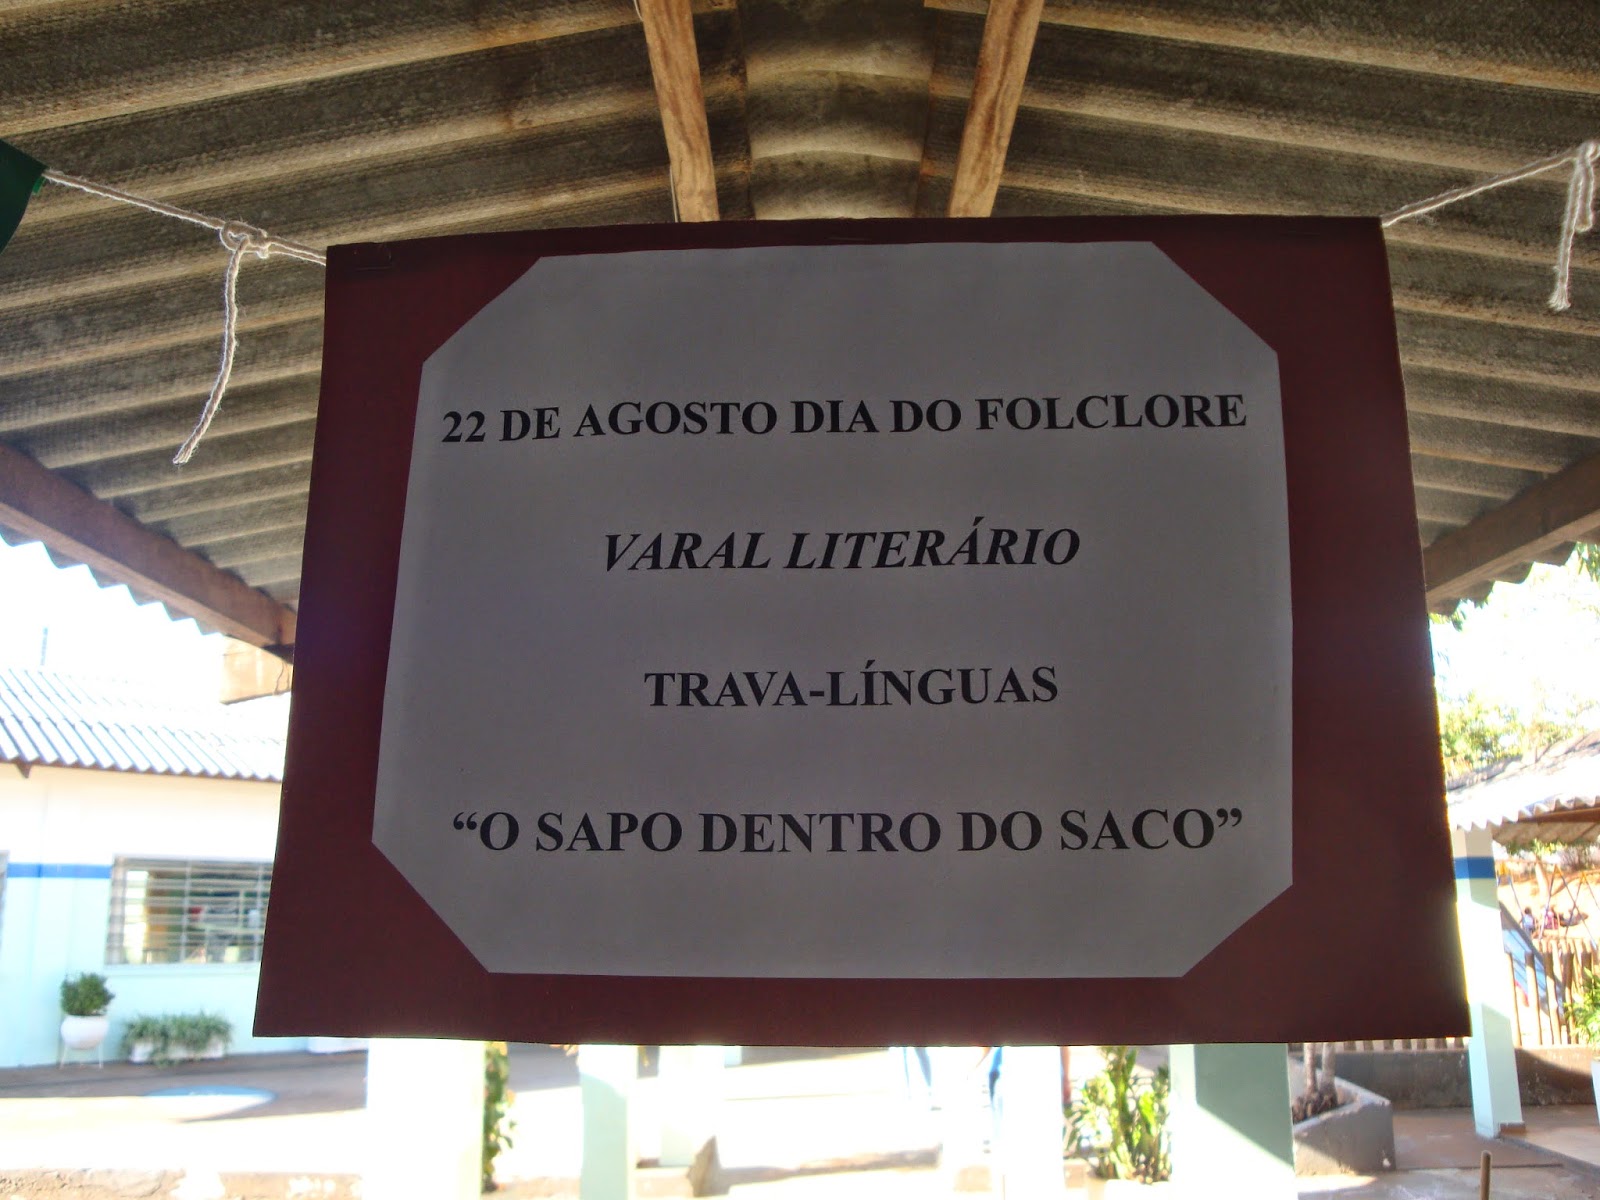 22 DE AGOSTO DIA DO FOLCLORE
VARAL LITERÁRIO
TRAVA-LÍNGUAS
“O SAPO DENTRO DO SACO”